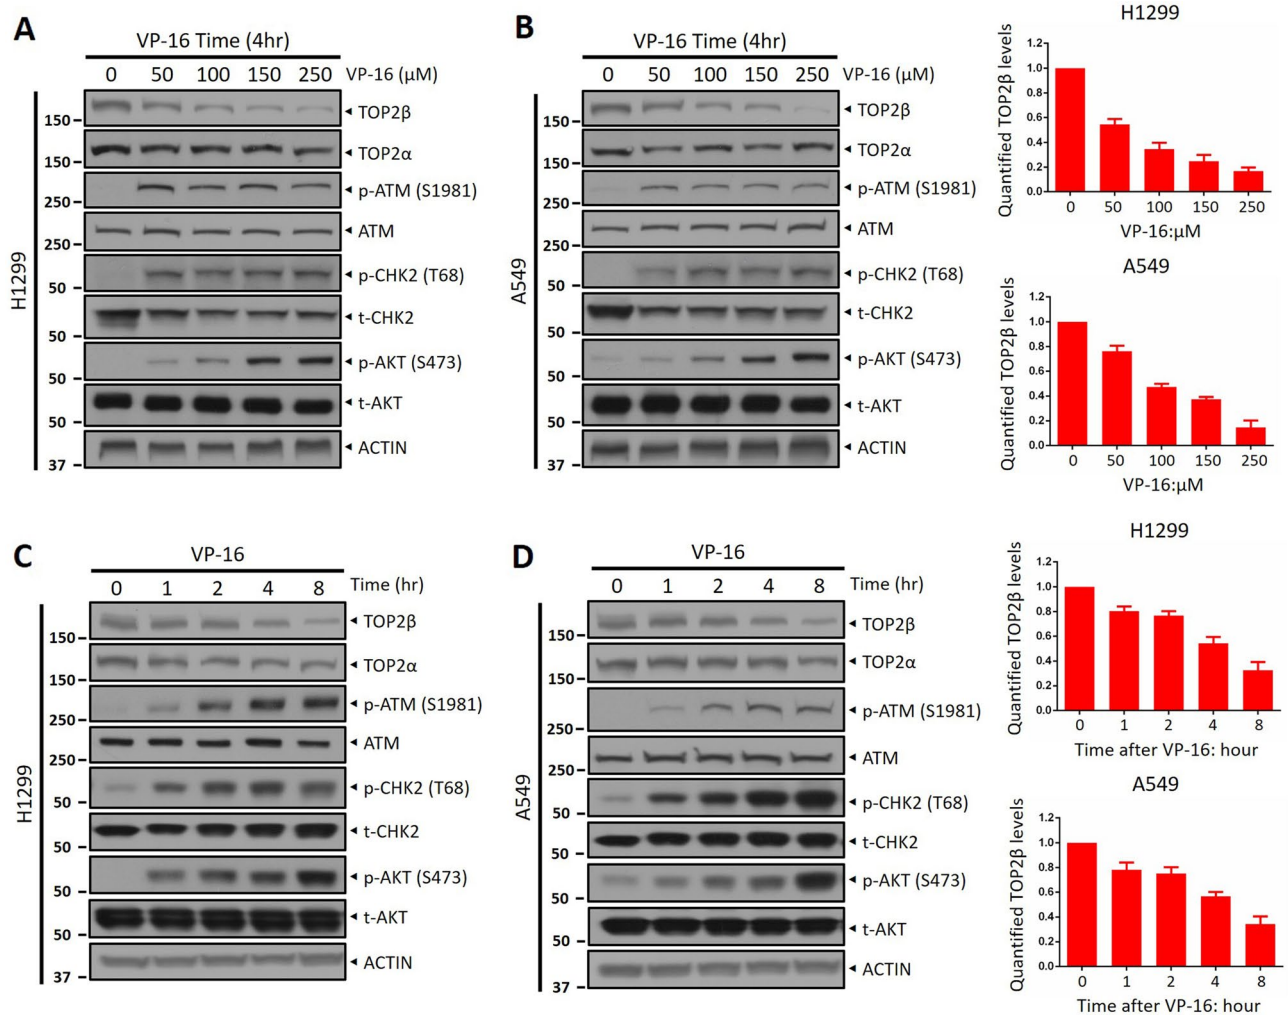 A
VP-16 Time (4hr)
0 50 100 150 250 VP-16 (µM)
H1299
150 TOP2β
150 TOP2α
250 p-ATM (S1981)
250 ATM
50 p-CHK2 (T68)
50 t-CHK2
50 p-AKT (S473)
50 t-AKT
37 ACTIN
B
VP-16 Time (4hr)
0 50 100 150 250 VP-16 (µM)
A549
150 TOP2β
150 TOP2α
250 p-ATM (S1981)
250 ATM
50 p-CHK2 (T68)
50 t-CHK2
50 p-AKT (S473)
50 t-AKT
37 ACTIN
H1299
Quantified TOP2β levels
1.2
1.0
0.8
0.6
0.4
0.2
0.0
0 50 100 150 250
VP-16:µM
A549
Quantified TOP2β levels
1.2
1.0
0.8
0.6
0.4
0.2
0.0
0 50 100 150 250
VP-16:µM
C
VP-16
0 1 2 4 8 Time (hr)
H1299
150 TOP2β
150 TOP2α
250 p-ATM (S1981)
250 ATM
50 p-CHK2 (T68)
50 t-CHK2
50 p-AKT (S473)
50 t-AKT
37 ACTIN
D
VP-16
0 1 2 4 8 Time (hr)
A549
150 TOP2β
150 TOP2α
250 p-ATM (S1981)
250 ATM
50 p-CHK2 (T68)
50 t-CHK2
50 p-AKT (S473)
50 t-AKT
37 ACTIN
H1299
Quantified TOP2β levels
1.2
1.0
0.8
0.6
0.4
0.2
0.0
0 1 2 4 8
Time after VP-16: hour
A549
Quantified TOP2β levels
1.2
1.0
0.8
0.6
0.4
0.2
0.0
0 1 2 4 8
Time after VP-16: hour